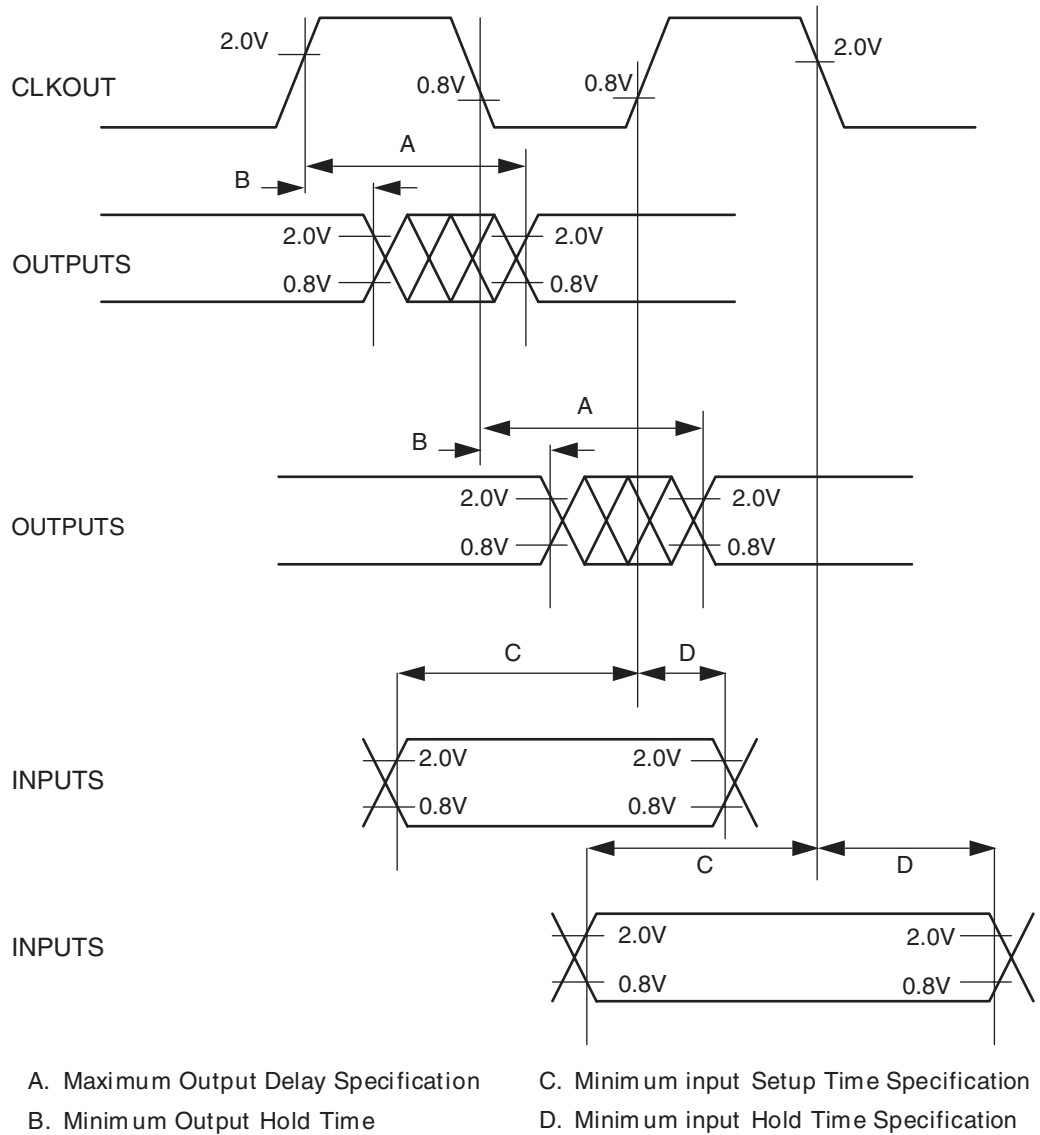 2.0V
2.0V
CLKOUT
0.8V
0.8V
A
B
2.0V
2.0V
OUTPUTS
0.8V
0.8V
A
B
2.0V
2.0V
OUTPUTS
0.8V
0.8V
C
D
2.0V
2.0V
INPUTS
0.8V
0.8V
C
D
2.0V
2.0V
INPUTS
0.8V
0.8V
A. Maximum Output Delay Specification
B. Minimum Output Hold Time
C. Minimum input Setup Time Specification
D. Minimum input Hold Time Specification